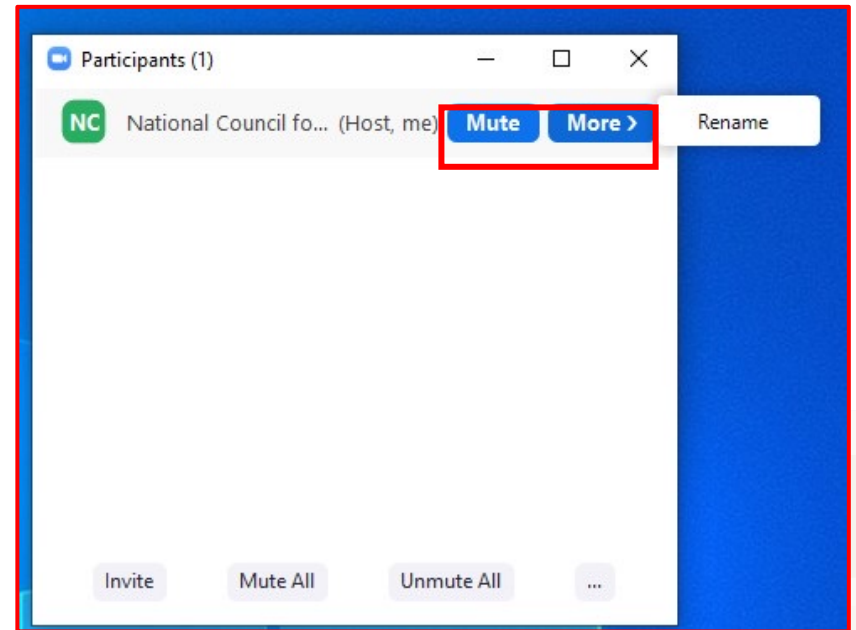 Participants (1)
NC National Council fo... (Host, me) Mute More > Rename
Invite Mute All Unmute All ...